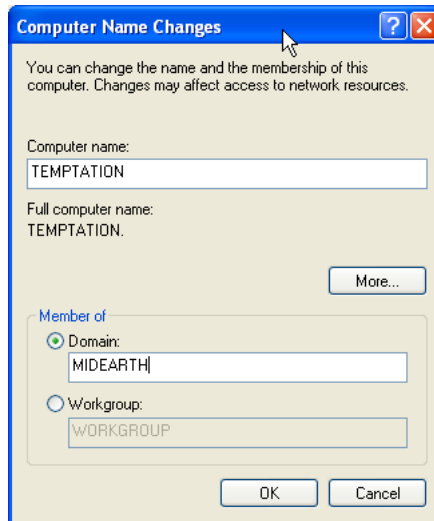 Computer Name Changes
You can change the name and the membership of this
computer. Changes may affect access to network resources.
Computer name:
TEMPTATION
Full computer name:
TEMPTATION.
More...
Member of
Domain:
MIDEARTH
Workgroup:
WORKGROUP
OK Cancel